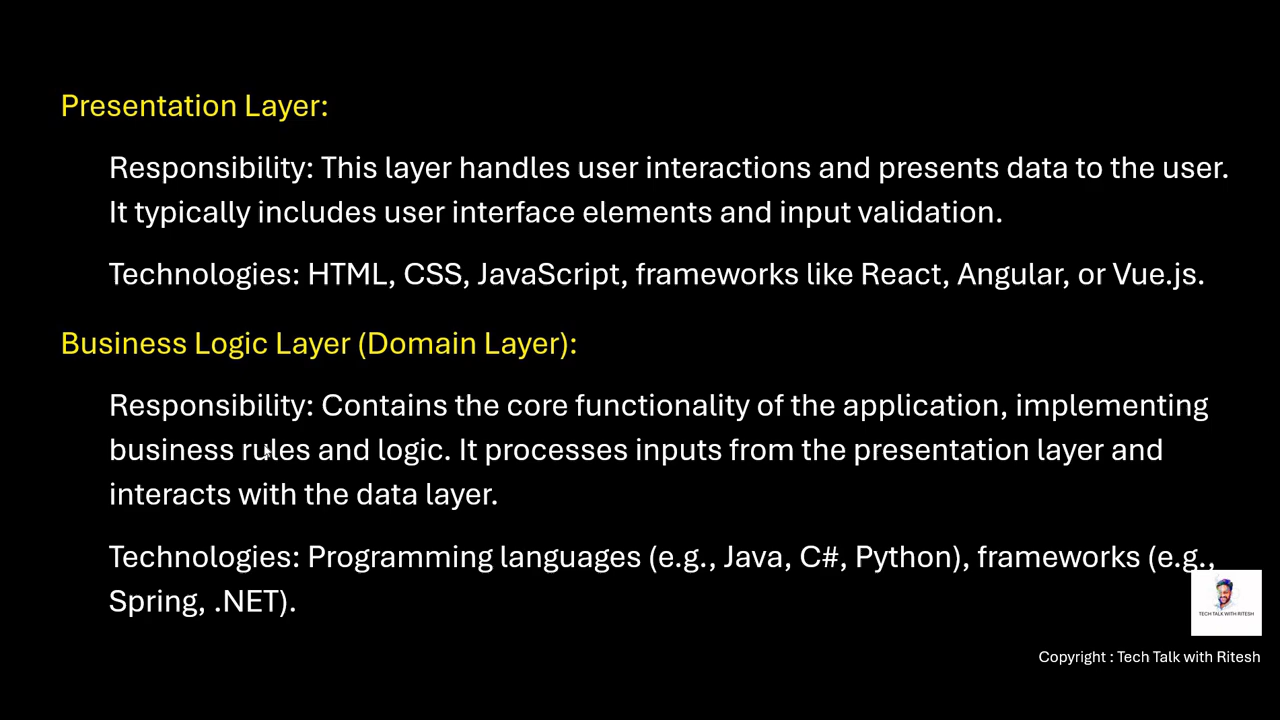 Presentation Layer:
Responsibility: This layer handles user interactions and presents data to the user.
It typically includes user interface elements and input validation.
Technologies: HTML, CSS, JavaScript, frameworks like React, Angular, or Vue.js.
Business Logic Layer (Domain Layer):
Responsibility: Contains the core functionality of the application, implementing
business rules and logic. It processes inputs from the presentation layer and
interacts with the data layer.
Technologies: Programming languages (e.g., Java, C#, Python), frameworks (e.g.,
Spring, .NET).
TECH TALK WITH RITESH
Copyright : Tech Talk with Ritesh